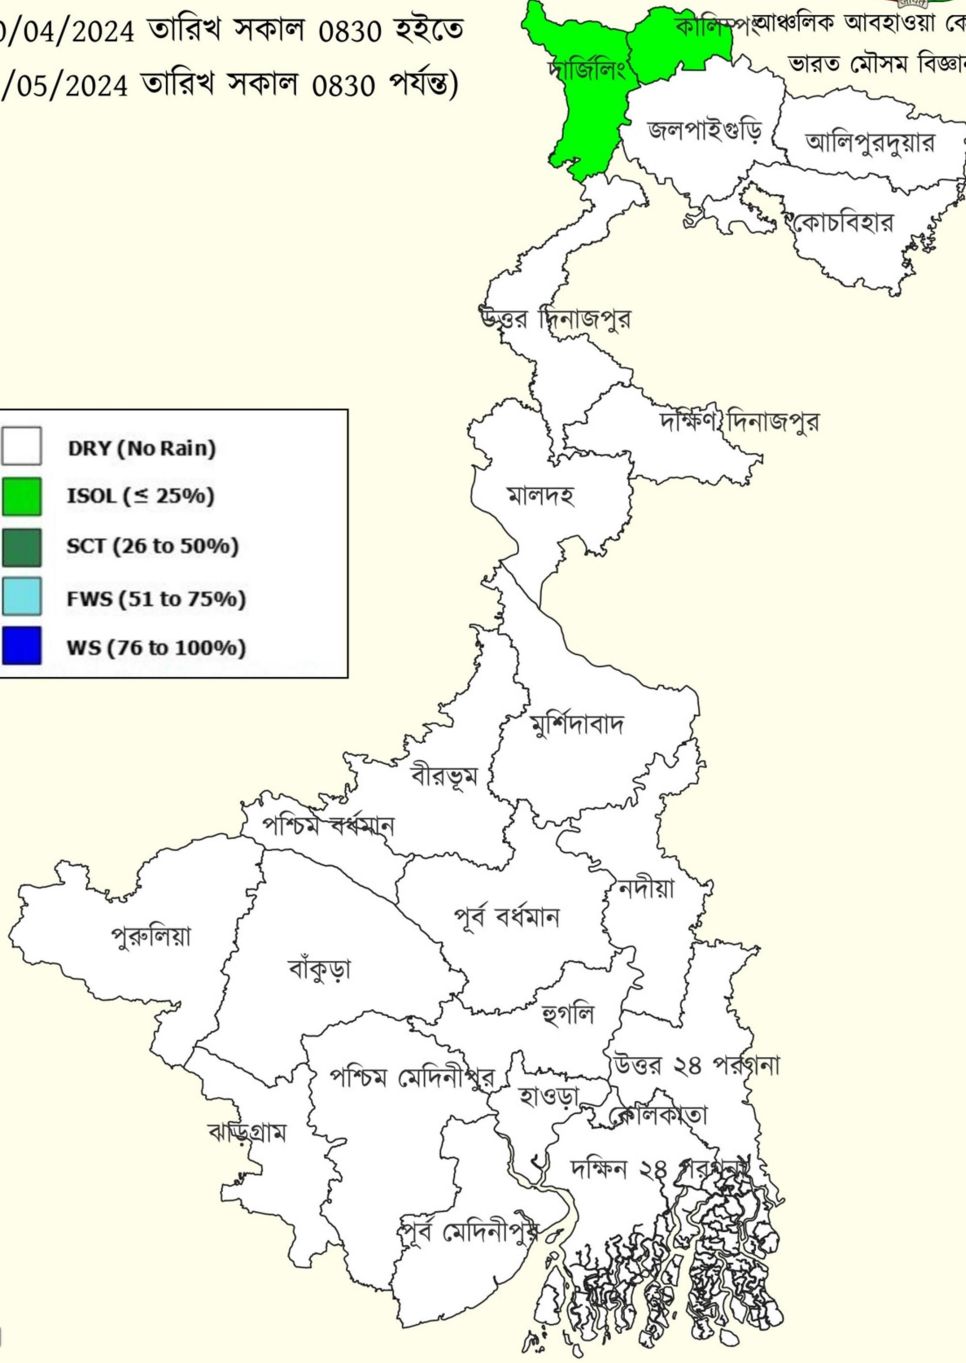 0/04/2024 তারিখ সকাল 0830 হইতে
/05/2024 তারিখ সকাল 0830 পর্যন্ত)
আঞ্চলিক আবহাওয়া কে
ভারত মৌসম বিজ্ঞান
কালিম্পং
দার্জিলিং
জলপাইগুড়ি
আলিপুরদুয়ার
কোচবিহার
উত্তর দিনাজপুর
দক্ষিণ দিনাজপুর
মালদহ
DRY (No Rain)
ISOL (≤ 25%)
SCT (26 to 50%)
FWS (51 to 75%)
WS (76 to 100%)
মুর্শিদাবাদ
বীরভূম
পশ্চিম বর্ধমান
নদীয়া
পূর্ব বর্ধমান
পুরুলিয়া
বাঁকুড়া
হুগলি
উত্তর ২৪ পরগনা
পশ্চিম মেদিনীপুর
হাওড়া
কোলকাতা
ঝাড়গ্রাম
দক্ষিন ২৪ পরগনা
পূর্ব মেদিনীপুর